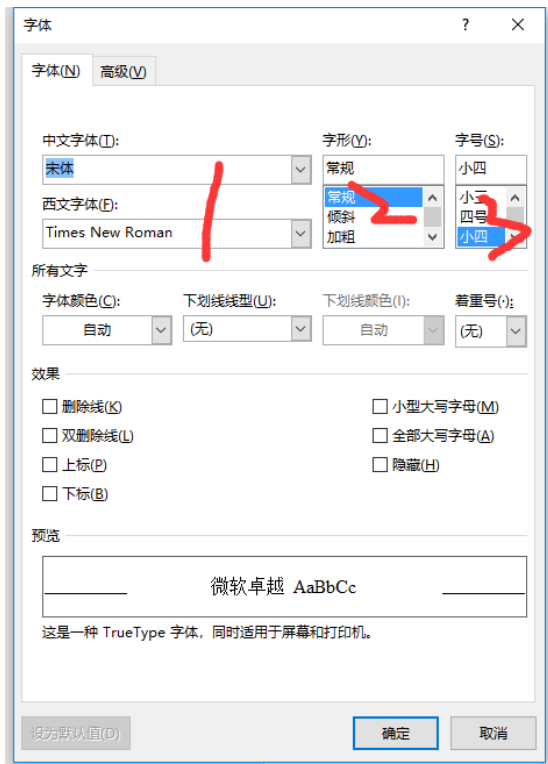 字体 ? ×
字体(N) 高级(V)
中文字体(T): 字形(Y): 字号(S):
宋体 常规 小四
常规 小三
西文字体(F): 倾斜 四号
Times New Roman 加粗 小四
所有文字
字体颜色(C): 下划线线型(U): 下划线颜色(I): 着重号(·):
自动 (无) 自动 (无)
效果
删除线(K) 小型大写字母(M)
双删除线(L) 全部大写字母(A)
上标(P) 隐藏(H)
下标(B)
预览
微软卓越 AaBbCc
这是一种 TrueType 字体，同时适用于屏幕和打印机。
设为默认值(D) 确定 取消
1
2
3